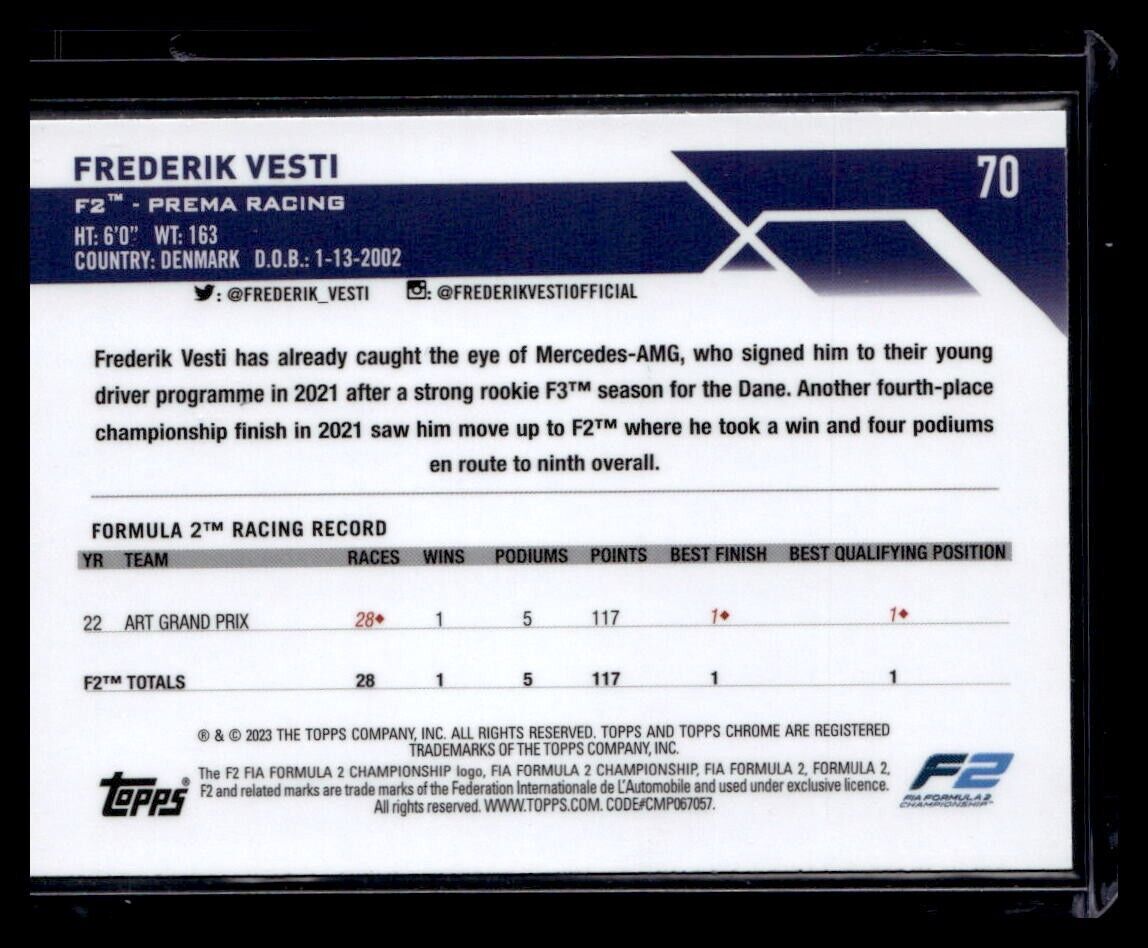 FREDERIK VESTI
70
F2™ - PREMA RACING
HT: 6'0" WT: 163
COUNTRY: DENMARK D.O.B.: 1-13-2002
: @FREDERIK_VESTI : @FREDERIKVESTIOFFICIAL
Frederik Vesti has already caught the eye of Mercedes-AMG, who signed him to their young
driver programme in 2021 after a strong rookie F3™ season for the Dane. Another fourth-place
championship finish in 2021 saw him move up to F2™ where he took a win and four podiums
en route to ninth overall.
FORMULA 2™ RACING RECORD
YR TEAM RACES WINS PODIUMS POINTS BEST FINISH BEST QUALIFYING POSITION
22 ART GRAND PRIX 28♦ 1 5 117 1♦ 1♦
F2™ TOTALS 28 1 5 117 1 1
® & © 2023 THE TOPPS COMPANY, INC. ALL RIGHTS RESERVED. TOPPS AND TOPPS CHROME ARE REGISTERED
TRADEMARKS OF THE TOPPS COMPANY, INC.
The F2 FIA FORMULA 2 CHAMPIONSHIP logo, FIA FORMULA 2 CHAMPIONSHIP, FIA FORMULA 2, FORMULA 2,
F2 and related marks are trade marks of the Federation Internationale de L'Automobile and used under exclusive licence.
All rights reserved. WWW.TOPPS.COM. CODE#CMP067057.
TOPPS®
F2
FIA FORMULA 2
CHAMPIONSHIP™